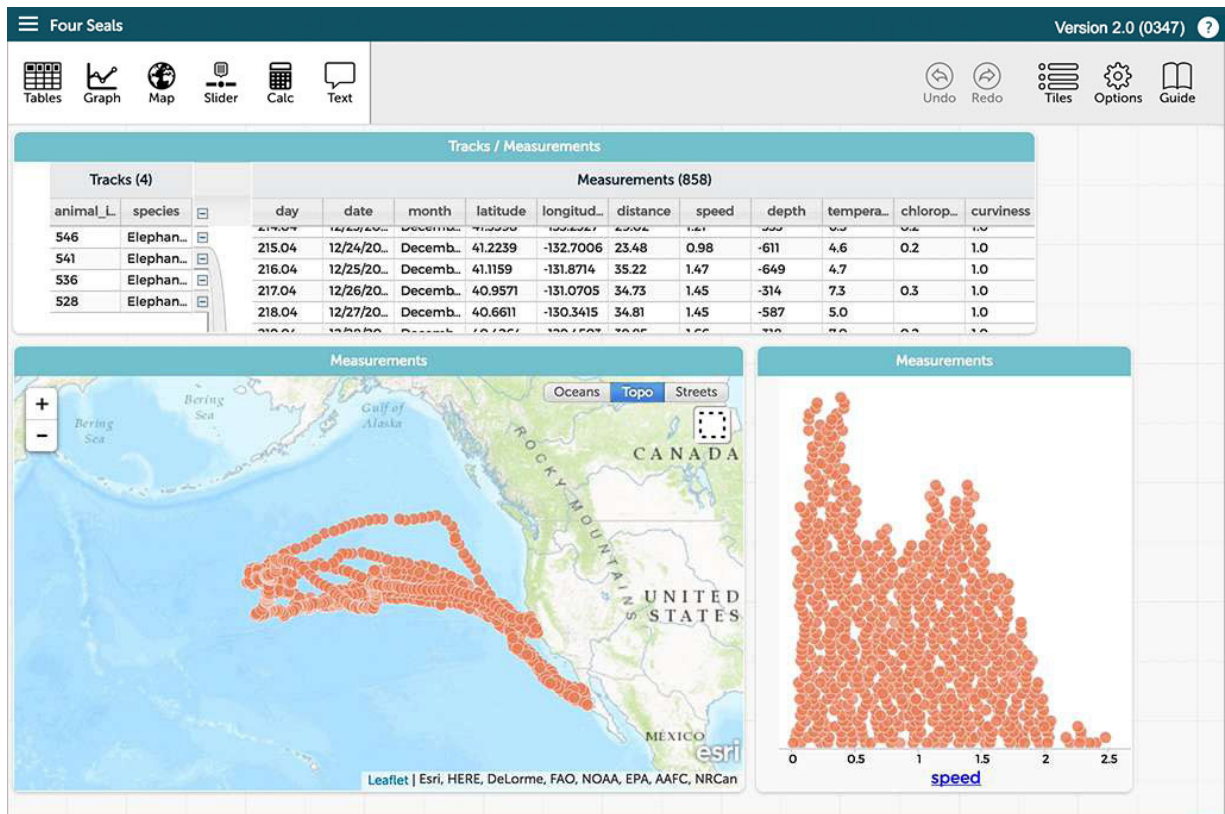 Four Seals Version 2.0 (0347) ?
Tables Graph Map Slider Calc Text Undo Redo Tiles Options Guide
Tracks / Measurements
Tracks (4) Measurements (858)
animal_i... species day date month latitude longitud... distance speed depth tempera... chlorop... curviness
546 Elephan...
541 Elephan...
536 Elephan...
528 Elephan...
215.04 12/24/20... Decemb... 41.2239 -132.7006 23.48 0.98 -611 4.6 0.2 1.0
216.04 12/25/20... Decemb... 41.1159 -131.8714 35.22 1.47 -649 4.7 1.0
217.04 12/26/20... Decemb... 40.9571 -131.0705 34.73 1.45 -314 7.3 0.3 1.0
218.04 12/27/20... Decemb... 40.6611 -130.3415 34.81 1.45 -587 5.0 1.0
Measurements
+
-
Oceans Topo Streets
Bering
Sea
Bering
Sea
Gulf of
Alaska
ROCKY MOUNTAINS
CANADA
UNITED
STATES
MEXICO
esri
Leaflet | Esri, HERE, DeLorme, FAO, NOAA, EPA, AAFC, NRCan
Measurements
0 0.5 1 1.5 2 2.5
speed